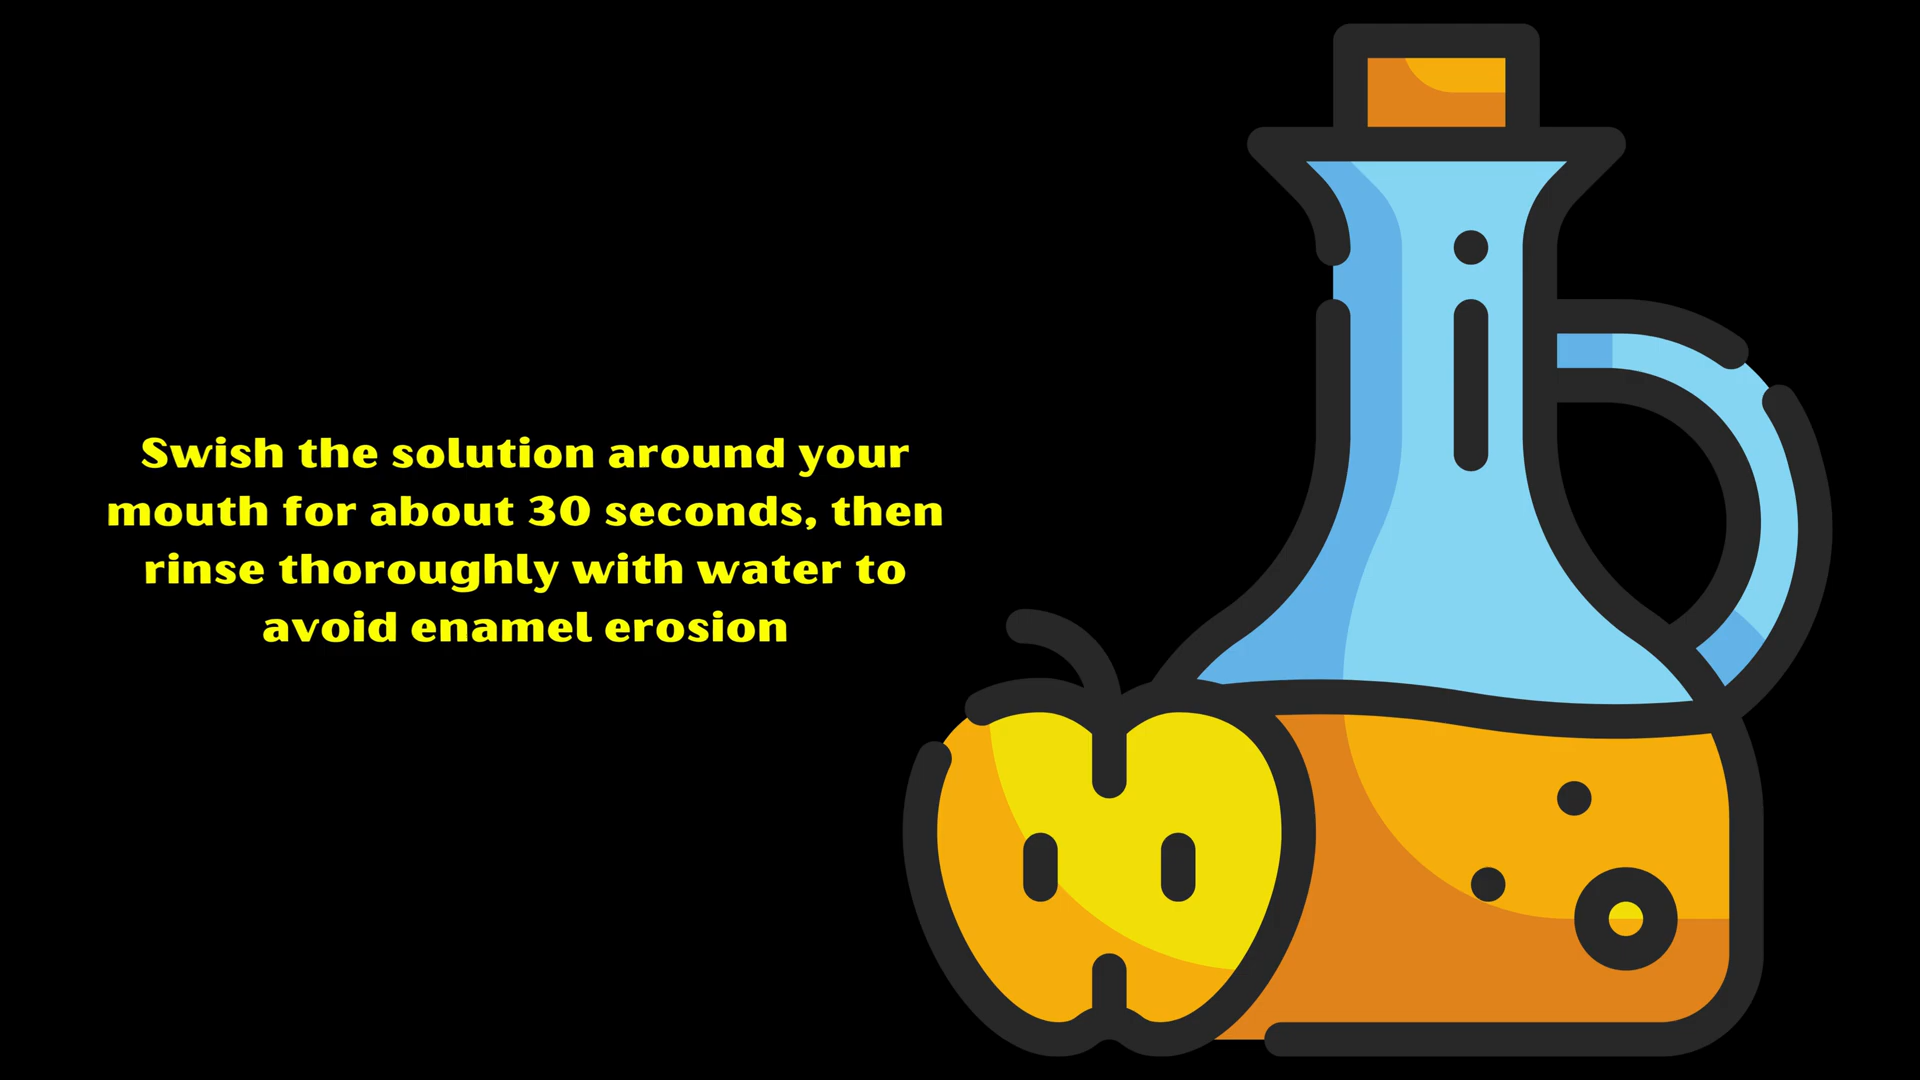 Swish the solution around your
mouth for about 30 seconds, then
rinse thoroughly with water to
avoid enamel erosion